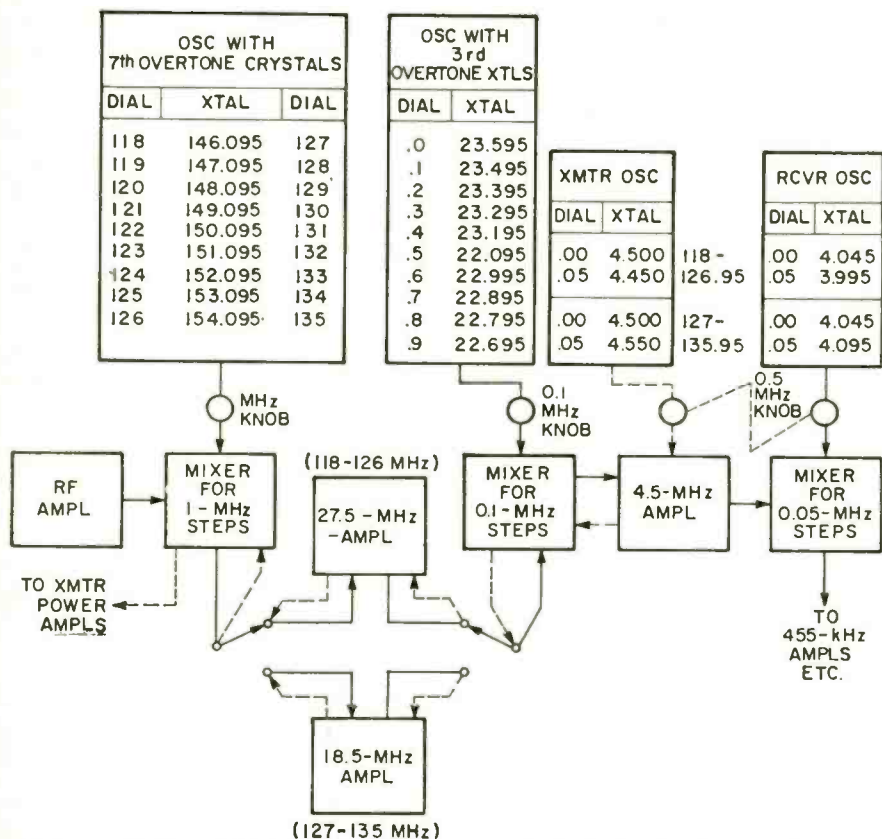 OSC WITH
7th OVERTONE CRYSTALS
DIAL XTAL DIAL
118 146.095 127
119 147.095 128
120 148.095 129
121 149.095 130
122 150.095 131
123 151.095 132
124 152.095 133
125 153.095 134
126 154.095 135
OSC WITH
3rd
OVERTONE XTLS
DIAL XTAL
.0 23.595
.1 23.495
.2 23.395
.3 23.295
.4 23.195
.5 22.095
.6 22.995
.7 22.895
.8 22.795
.9 22.695
XMTR OSC
DIAL XTAL
.00 4.500 118-
.05 4.450 126.95
.00 4.500 127-
.05 4.550 135.95
RCVR OSC
DIAL XTAL
.00 4.045
.05 3.995
.00 4.045
.05 4.095
MHz
KNOB
0.1
MHz
KNOB
0.5
MHz
KNOB
RF
AMPL
MIXER
FOR
1-MHz
STEPS
(118-126 MHz)
27.5-MHz
-AMPL
MIXER
FOR
0.1-MHz
STEPS
4.5-MHz
AMPL
MIXER
FOR
0.05-MHz
STEPS
TO XMTR
POWER
AMPLS
TO
455-kHz
AMPLS
ETC.
18.5-MHz
AMPL
(127-135 MHz)